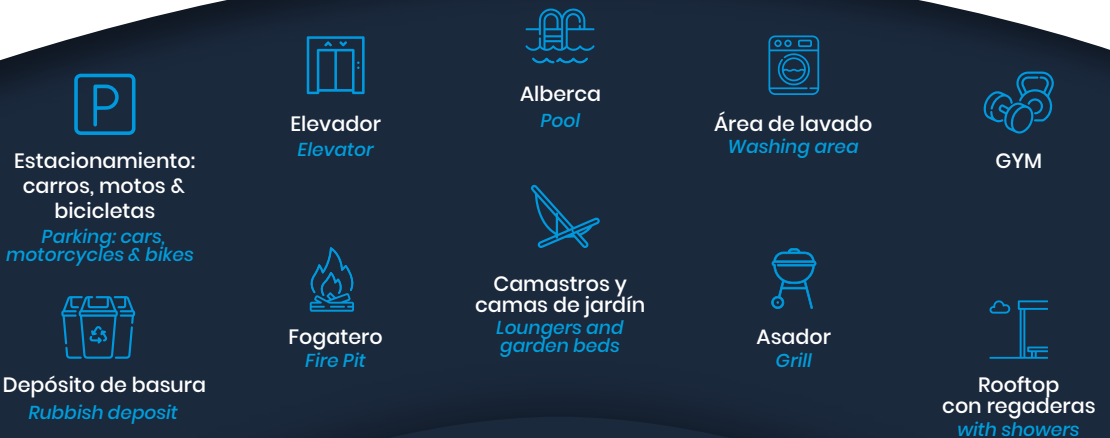 P
Estacionamiento:
carros, motos &
bicicletas
Parking: cars,
motorcycles & bikes
Elevador
Elevator
Alberca
Pool
Área de lavado
Washing area
GYM
Depósito de basura
Rubbish deposit
Fogatero
Fire Pit
Camastros y
camas de jardín
Loungers and
garden beds
Asador
Grill
Rooftop
con regaderas
with showers